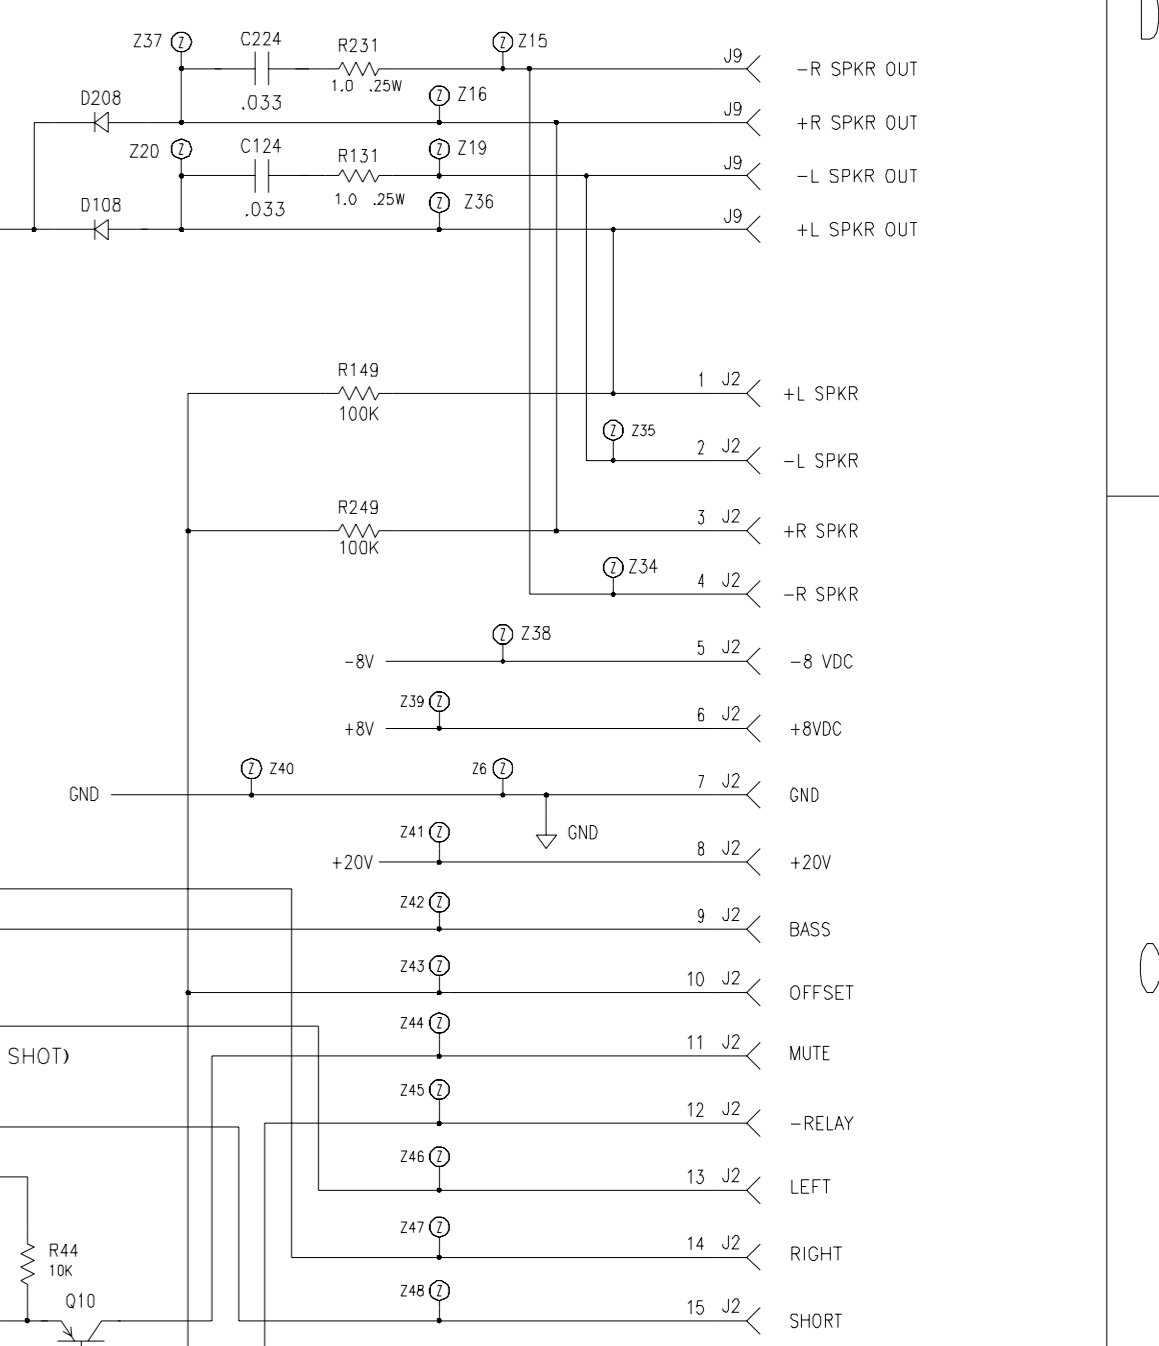 D
Z37 Z C224 R231 Z Z15 J9 -R SPKR OUT
.033 1.0 .25W
D208 Z Z16 J9 +R SPKR OUT
Z20 Z C124 R131 Z Z19 J9 -L SPKR OUT
.033 1.0 .25W
D108 Z Z36 J9 +L SPKR OUT
R149 1 J2 +L SPKR
100K
Z Z35 2 J2 -L SPKR
R249 3 J2 +R SPKR
100K
Z Z34 4 J2 -R SPKR
Z Z38
-8V 5 J2 -8 VDC
Z39 Z
+8V 6 J2 +8VDC
Z Z40 Z6 Z
GND 7 J2 GND
GND
Z41 Z
+20V 8 J2 +20V
Z42 Z 9 J2 BASS
Z43 Z 10 J2 OFFSET
C
Z44 Z 11 J2 MUTE
SHOT)
Z45 Z 12 J2 -RELAY
Z46 Z 13 J2 LEFT
Z47 Z 14 J2 RIGHT
R44
10K
Z48 Z 15 J2 SHORT
Q10